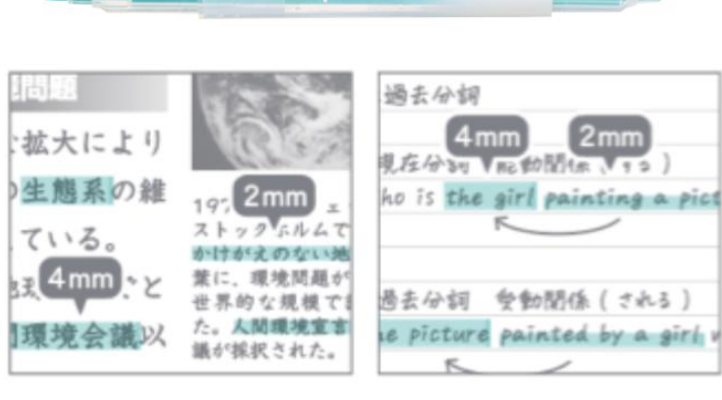 問題
拡大により
生態系の維
ている。
4mm
環境会議以
2mm
ストックホルムで
かけがえのない地
葉に、環境問題が
世界的な規模で
た。人間環境宣言
議が採択された。
過去分詞
4mm 2mm
現在分詞 能動関係(する)
ho is the girl painting a pict
過去分詞 受動関係(される)
e picture painted by a girl